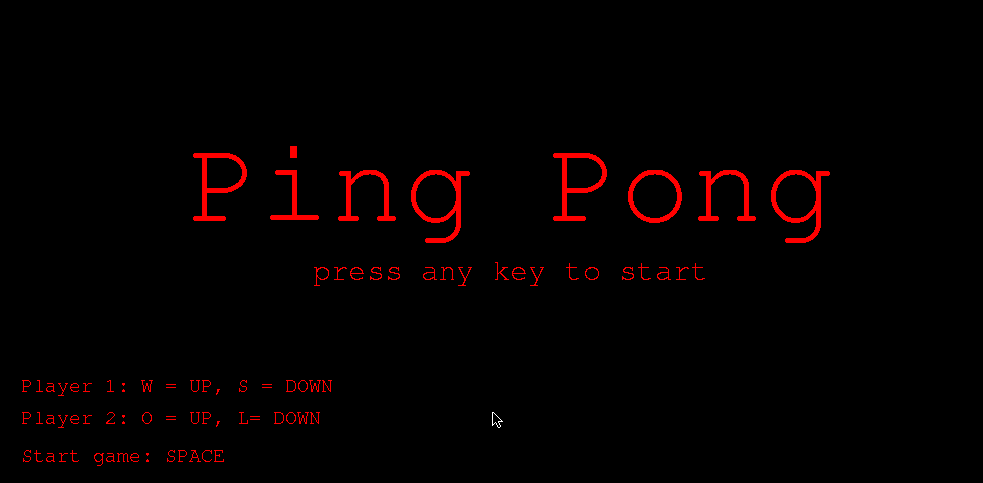 Ping Pong
press any key to start
Player 1: W = UP, S = DOWN
Player 2: O = UP, L= DOWN
Start game: SPACE